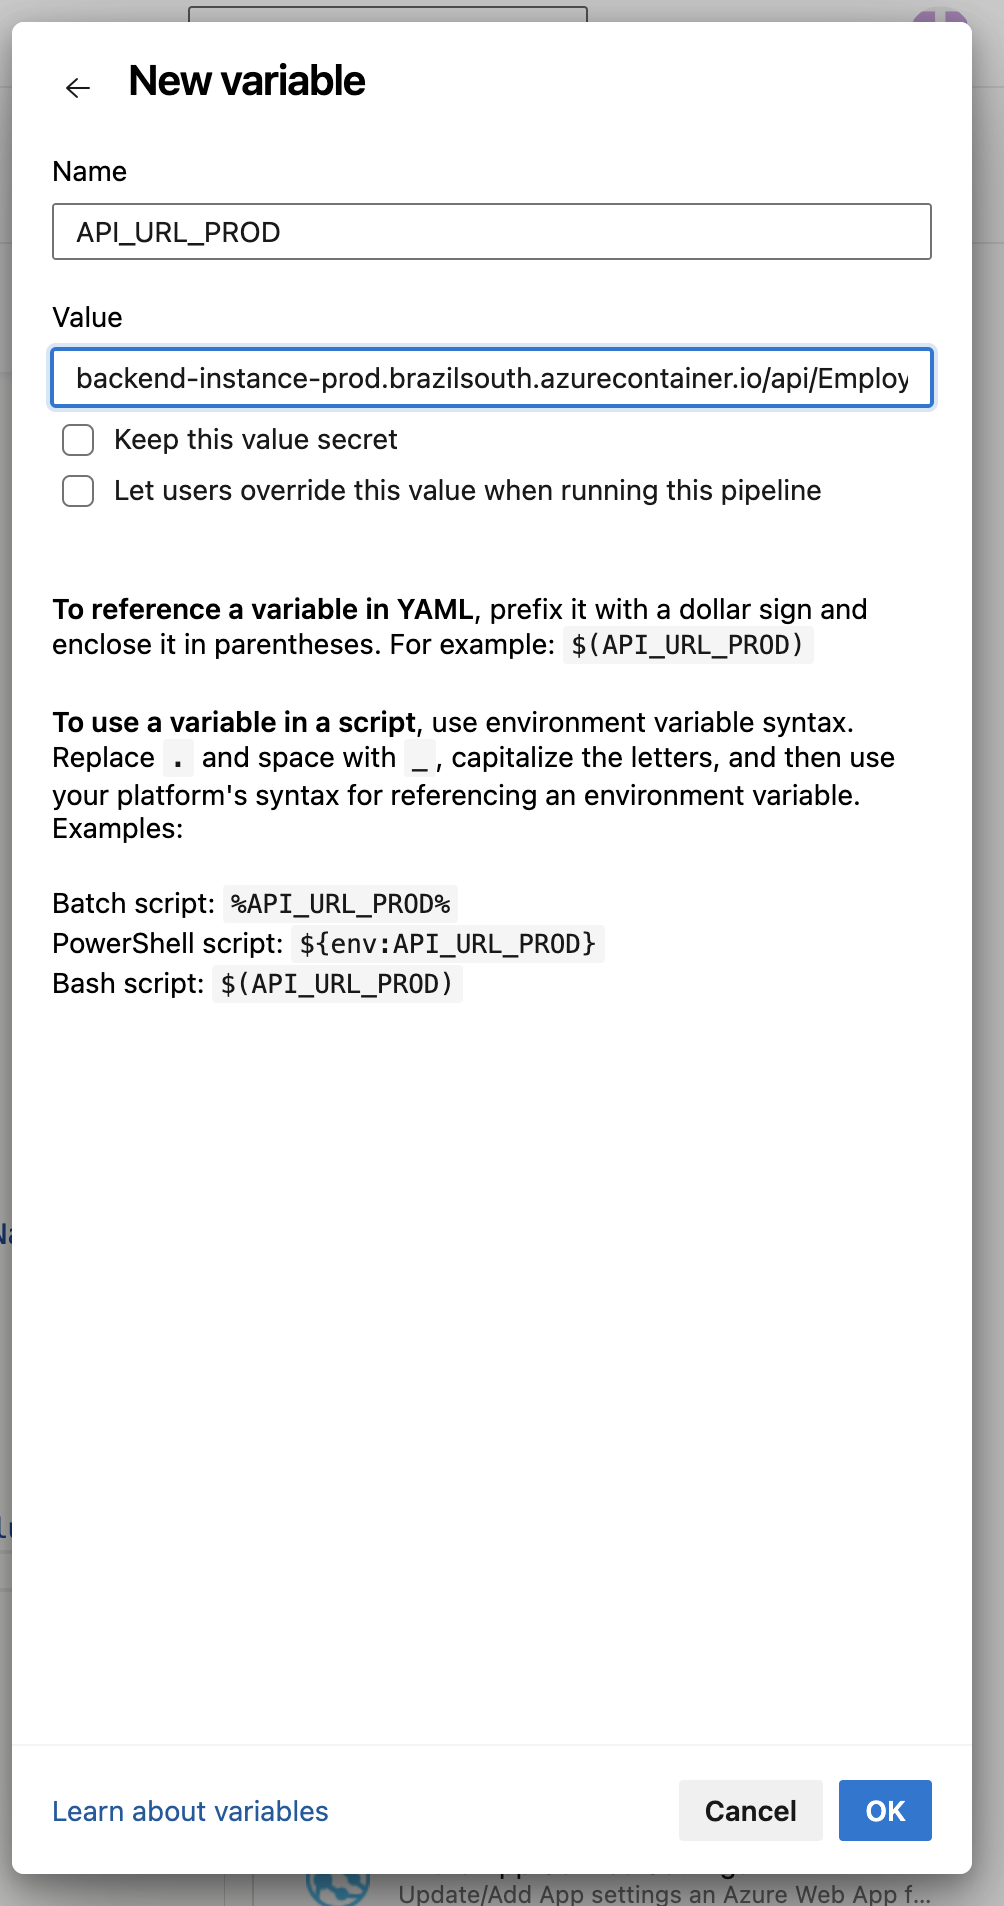 New variable
Name
API_URL_PROD
Value
backend-instance-prod.brazilsouth.azurecontainer.io/api/Employ
Keep this value secret
Let users override this value when running this pipeline
To reference a variable in YAML, prefix it with a dollar sign and
enclose it in parentheses. For example: $(API_URL_PROD)
To use a variable in a script, use environment variable syntax.
Replace . and space with _, capitalize the letters, and then use
your platform's syntax for referencing an environment variable.
Examples:
Batch script: %API_URL_PROD%
PowerShell script: ${env:API_URL_PROD}
Bash script: $(API_URL_PROD)
Learn about variables
Cancel
OK
Update/Add App settings an Azure Web App f...